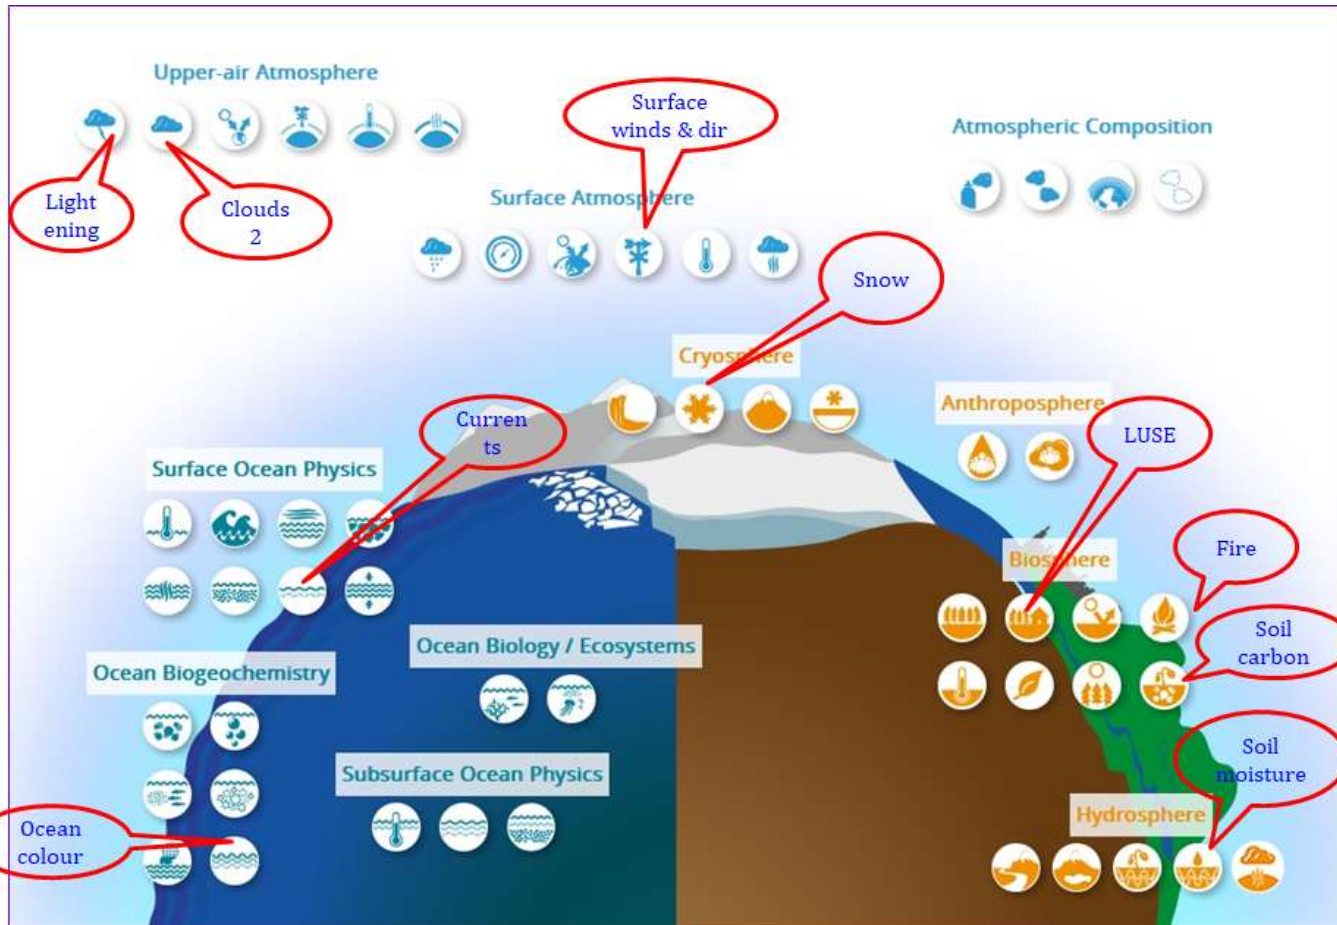 Upper-air Atmosphere
Surface
winds & dir
Atmospheric Composition
Light
ening
Clouds
2
Surface Atmosphere
Snow
Cryosphere
Anthroposphere
Curren
ts
LUSE
Surface Ocean Physics
Fire
Biosphere
Ocean Biology / Ecosystems
Soil
carbon
Ocean Biogeochemistry
Soil
moisture
Subsurface Ocean Physics
Hydrosphere
Ocean
colour